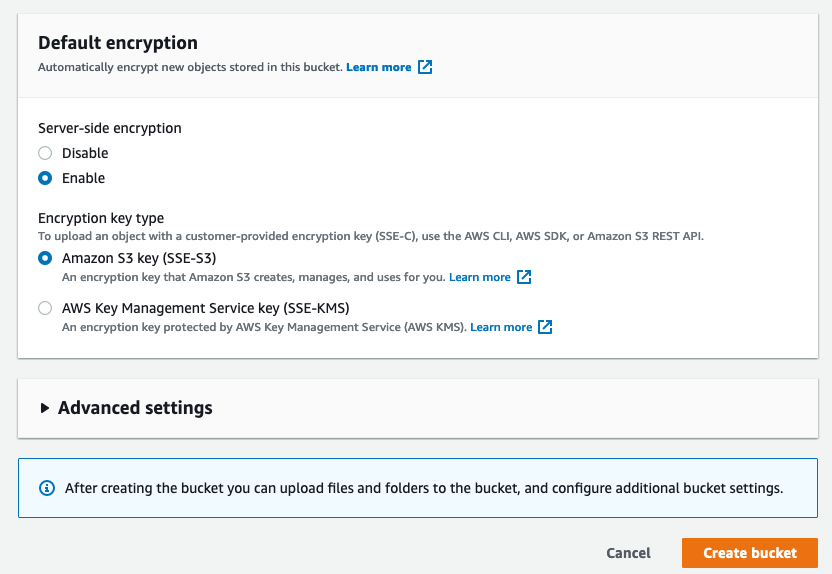 Default encryption
Automatically encrypt new objects stored in this bucket. Learn more
Server-side encryption
Disable
Enable
Encryption key type
To upload an object with a customer-provided encryption key (SSE-C), use the AWS CLI, AWS SDK, or Amazon S3 REST API.
Amazon S3 key (SSE-S3)
An encryption key that Amazon S3 creates, manages, and uses for you. Learn more
AWS Key Management Service key (SSE-KMS)
An encryption key protected by AWS Key Management Service (AWS KMS). Learn more
Advanced settings
After creating the bucket you can upload files and folders to the bucket, and configure additional bucket settings.
Cancel Create bucket